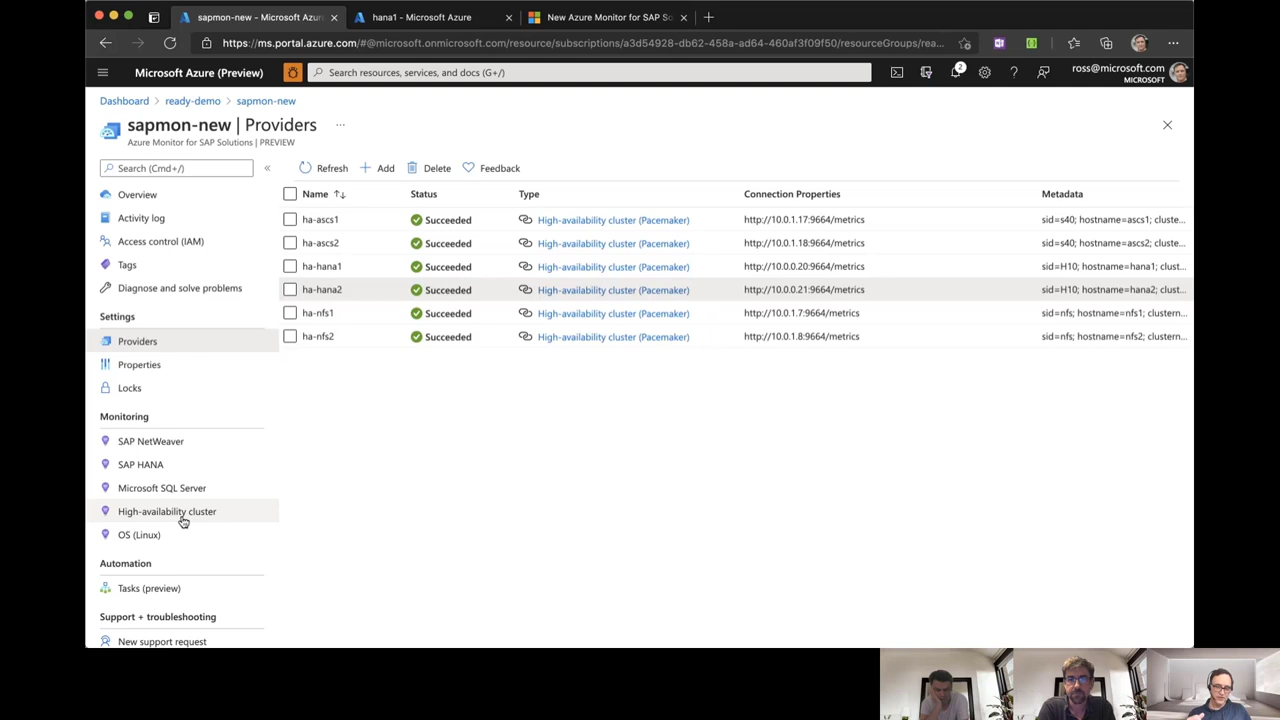 sapmon-new - Microsoft Azur
hana1 - Microsoft Azure
New Azure Monitor for SAP So
https://ms.portal.azure.com/#@microsoft.onmicrosoft.com/resource/subscriptions/a3d54928-db62-458a-ad64-460af3f09f50/resourceGroups/rea...
Microsoft Azure (Preview)
Search resources, services, and docs (G+/)
2
ross@microsoft.com
MICROSOFT
Dashboard > ready-demo > sapmon-new
sapmon-new | Providers ...
Azure Monitor for SAP Solutions | PREVIEW
Search (Cmd+/)
«
Refresh
Add
Delete
Feedback
Overview
Activity log
Access control (IAM)
Tags
Diagnose and solve problems
Settings
Providers
Properties
Locks
Monitoring
SAP NetWeaver
SAP HANA
Microsoft SQL Server
High-availability cluster
OS (Linux)
Automation
Tasks (preview)
Support + troubleshooting
New support request
Name ↑↓ Status Type Connection Properties Metadata
ha-ascs1 Succeeded High-availability cluster (Pacemaker) http://10.0.1.17:9664/metrics sid=s40; hostname=ascs1; cluste...
ha-ascs2 Succeeded High-availability cluster (Pacemaker) http://10.0.1.18:9664/metrics sid=s40; hostname=ascs2; cluste...
ha-hana1 Succeeded High-availability cluster (Pacemaker) http://10.0.0.20:9664/metrics sid=H10; hostname=hana1; clust...
ha-hana2 Succeeded High-availability cluster (Pacemaker) http://10.0.0.21:9664/metrics sid=H10; hostname=hana2; clust...
ha-nfs1 Succeeded High-availability cluster (Pacemaker) http://10.0.1.7:9664/metrics sid=nfs; hostname=nfs1; clustern...
ha-nfs2 Succeeded High-availability cluster (Pacemaker) http://10.0.1.8:9664/metrics sid=nfs; hostname=nfs2; clustern...